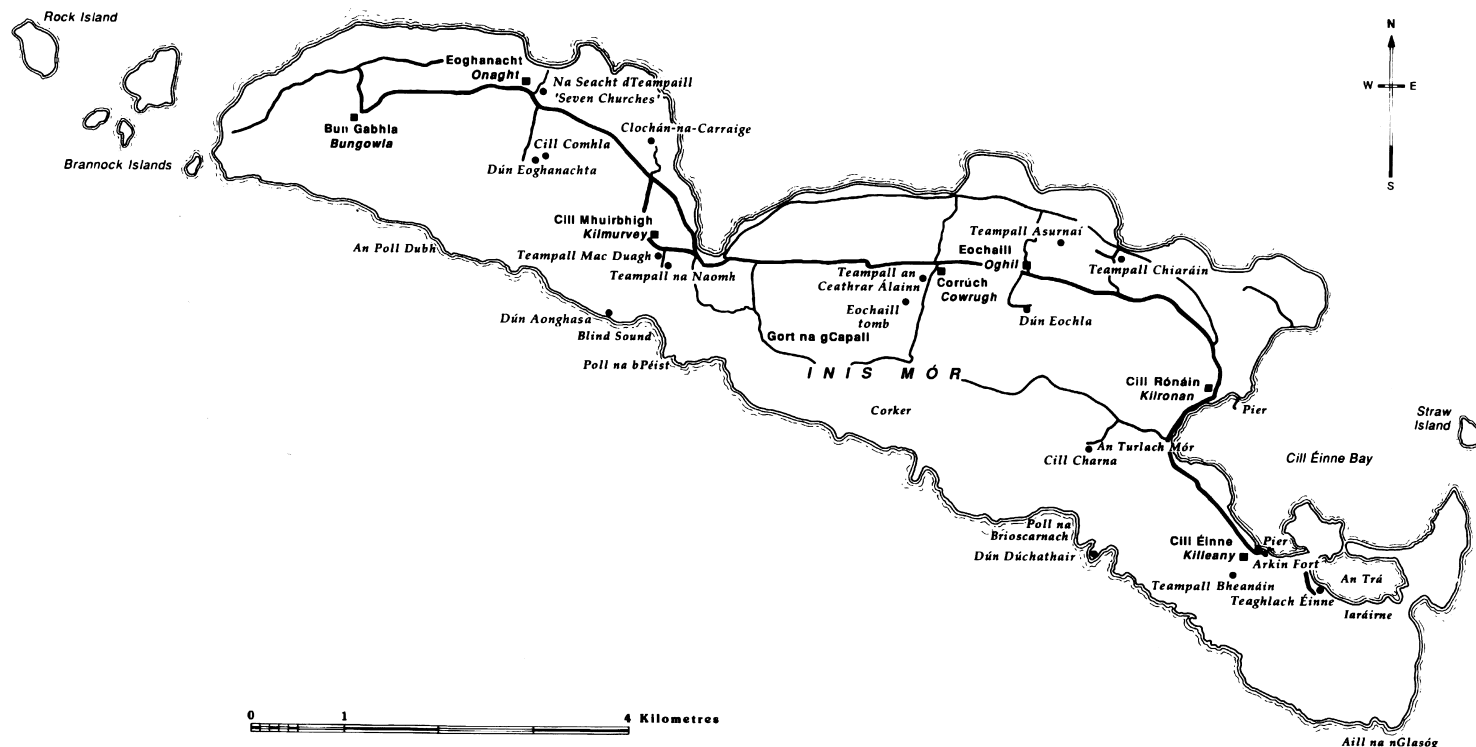 Rock Island
N
W E
S
Eoghanacht
Onaght
Na Seacht dTeampaill
'Seven Churches'
Bun Gabhla
Bungowla
Clochán-na-Carraige
Cill Comhla
Brannock Islands
Dún Eoghanachta
Cill Mhuirbhigh
Kilmurvey
An Poll Dubh
Teampall Mac Duagh
Teampall na Naomh
Teampall Asurnaí
Eochaill
Oghil
Teampall Chiaráin
Teampall an
Ceathrar Álainn
Corrúch
Cowrugh
Eochaill
tomb
Dún Eochla
Dún Aonghasa
Blind Sound
Gort na gCapall
Poll na bPéist
INIS MÓR
Cill Rónáin
Kilronan
Corker
Pier
Straw
Island
An Turlach Mór
Cill Charna
Cill Éinne Bay
Poll na
Brioscarnach
Dún Dúchathair
Cill Éinne
Killeany
Pier
Arkin Fort
Teampall Bheanáin
An Trá
Teaghlach Éinne
Iaráirne
0 1 4 Kilometres
Aill na nGlasóg